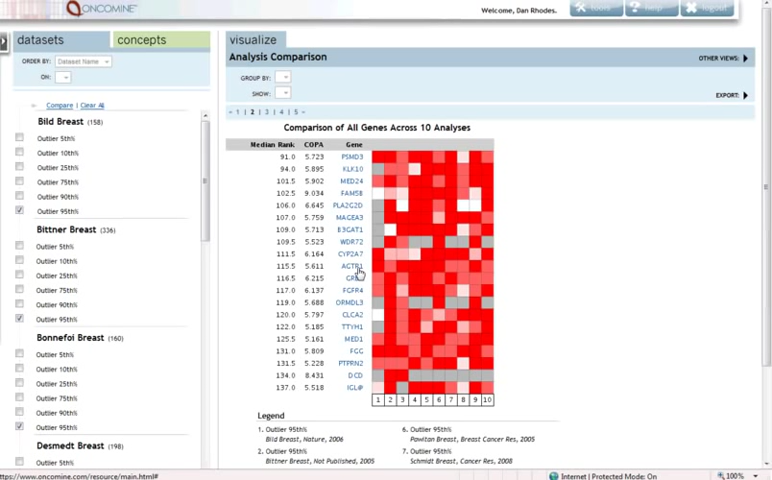 ONCOMINE
Welcome, Dan Rhodes.
Tools
Help
logout
datasets
concepts
ORDER BY: Dataset Name
ON:
Compare | Clear All
Bild Breast (158)
Outlier 5th%
Outlier 10th%
Outlier 25th%
Outlier 75th%
Outlier 90th%
Outlier 95th%
Bittner Breast (336)
Outlier 5th%
Outlier 10th%
Outlier 25th%
Outlier 75th%
Outlier 90th%
Outlier 95th%
Bonnefoi Breast (160)
Outlier 5th%
Outlier 10th%
Outlier 25th%
Outlier 75th%
Outlier 90th%
Outlier 95th%
Desmedt Breast (198)
Outlier 5th%
visualize
Analysis Comparison
OTHER VIEWS:
GROUP BY:
SHOW:
EXPORT:
« 1 | 2 | 3 | 4 | 5 »
Comparison of All Genes Across 10 Analyses
Median Rank COPA Gene
91.0 5.723 PSMD3
94.0 5.895 KLK10
101.5 5.902 MED24
102.5 9.034 FAM5B
106.0 6.645 PLA2G2D
107.0 5.759 MAGEA3
109.0 5.713 B3GAT1
109.5 5.523 WDR72
111.5 6.164 CYP2A7
115.5 5.611 ACTR1
116.5 6.215
117.0 6.137 FGFR4
119.0 5.688 ORMDL3
120.0 5.797 CLCA2
122.0 5.185 TTYH1
125.5 5.161 MED1
131.0 5.809 FGG
131.5 5.228 PTPRN2
134.0 8.431 DCD
137.0 5.518 IGL@
1 2 3 4 5 6 7 8 9 10
Legend
1. Outlier 95th%
Bild Breast, Nature, 2006
2. Outlier 95th%
Bittner Breast, Not Published, 2005
6. Outlier 95th%
Pawitan Breast, Breast Cancer Res, 2005
7. Outlier 95th%
Schmidt Breast, Cancer Res, 2008
ttps://www.oncomine.com/resource/main.html#
Internet | Protected Mode: On
100%